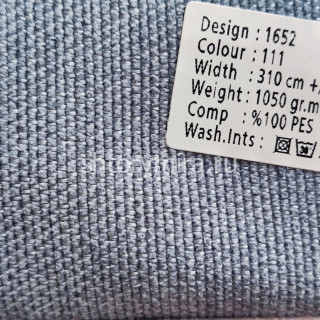 Design : 1652
Colour : 111
Width : 310 cm +
Weight : 1050 gr.m
Comp : %100 PES
Wash.Ints :